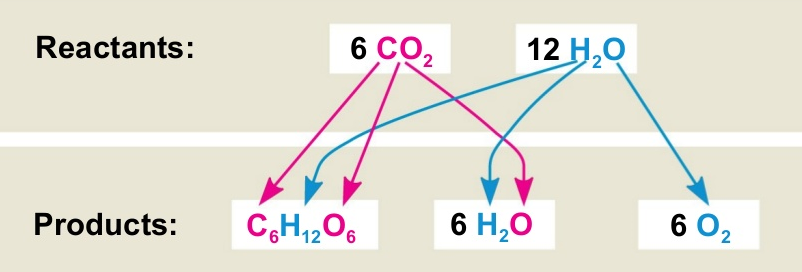 Reactants: 6 CO₂ 12 H₂O
Products: C₆H₁₂O₆ 6 H₂O 6 O₂